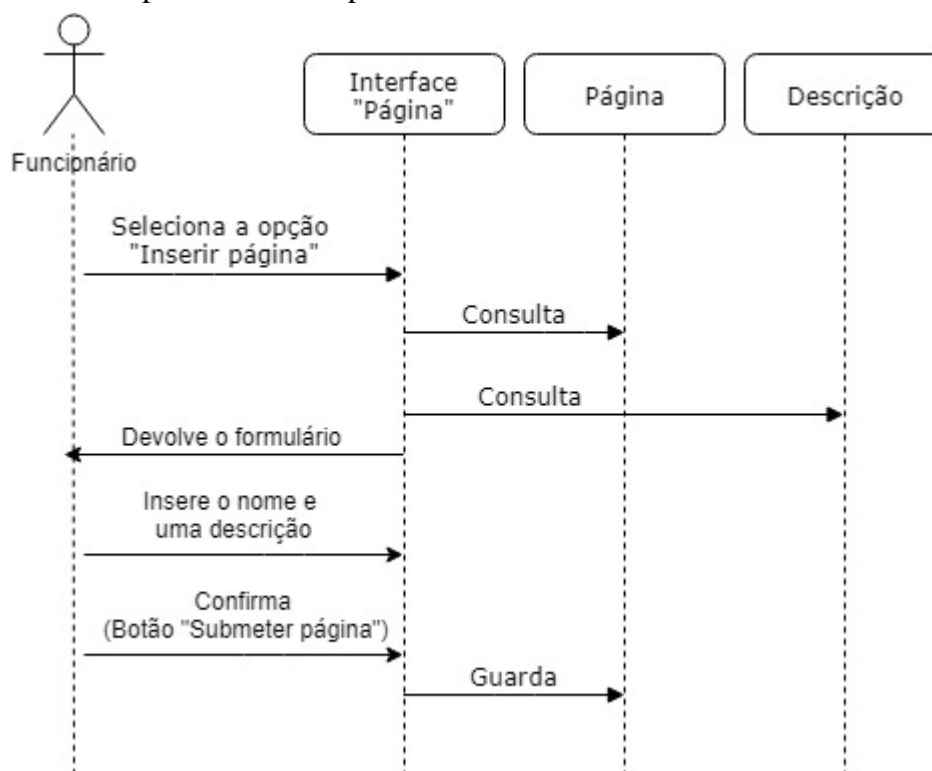 Interface
"Página"
Página
Descrição
Funcionário
Seleciona a opção
"Inserir página"
Consulta
Consulta
Devolve o formulário
Insere o nome e
uma descrição
Confirma
(Botão "Submeter página")
Guarda